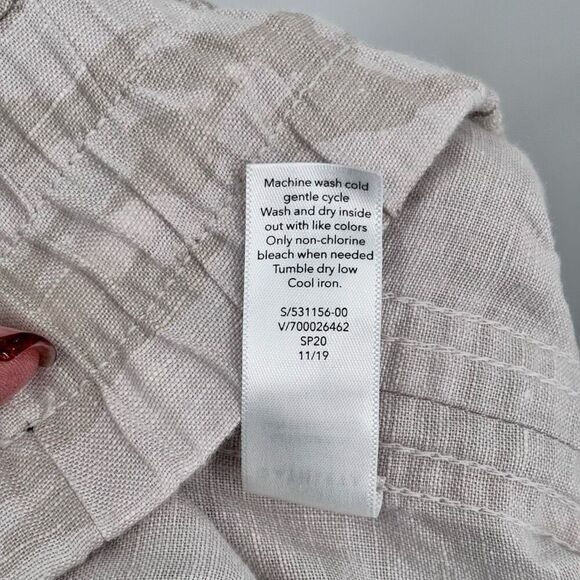 Machine wash cold
gentle cycle
Wash and dry inside
out with like colors
Only non-chlorine
bleach when needed
Tumble dry low
Cool iron.
S/531156-00
V/700026462
SP20
11/19